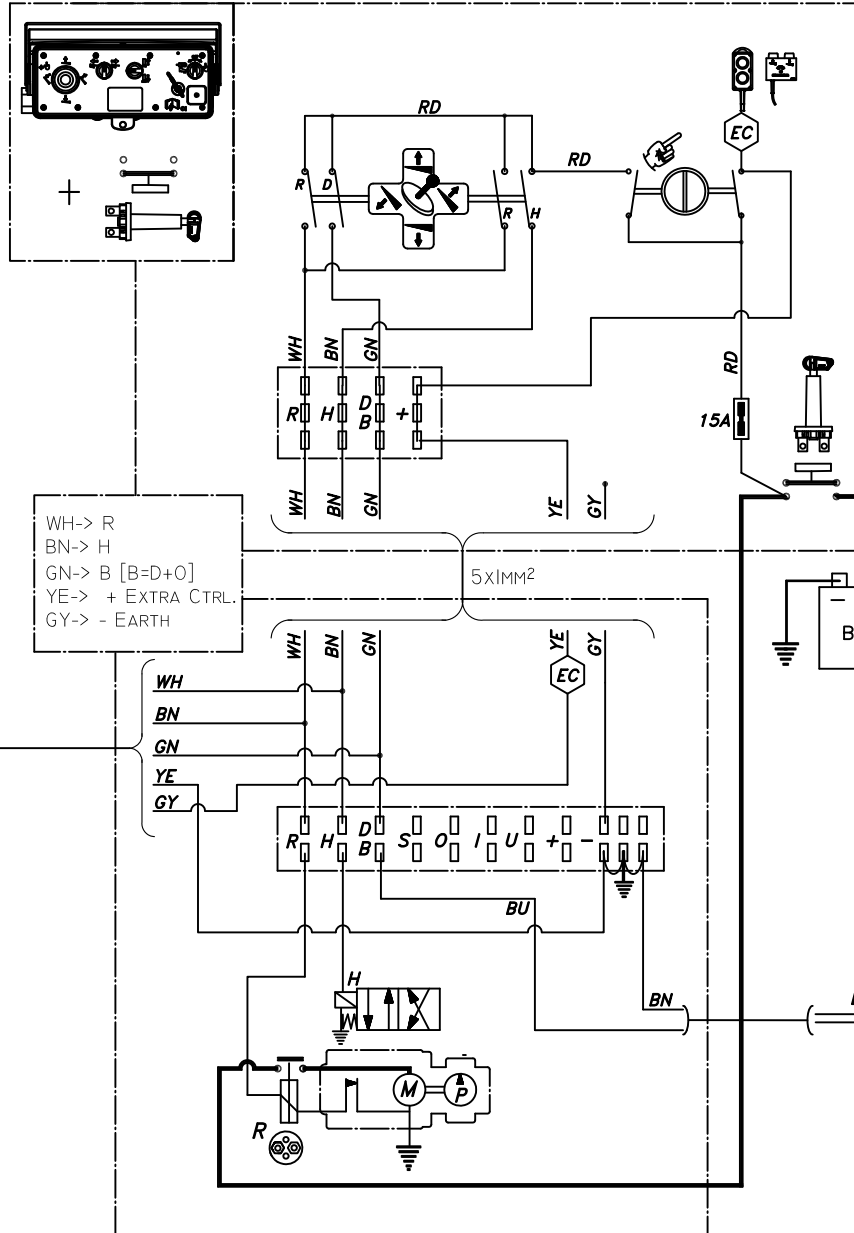 RD
EC
RD
R D
R H
WH BN GN
RD
15A
R H D B +
WH BN GN YE GY
WH-> R
BN-> H
GN-> B [B=D+O]
YE-> + EXTRA CTRL.
GY-> - EARTH
5x1MM²
B
WH BN GN YE GY
EC
WH
BN
GN
YE
GY
R H D B S O I U + -
BU
H
BN
M P
R